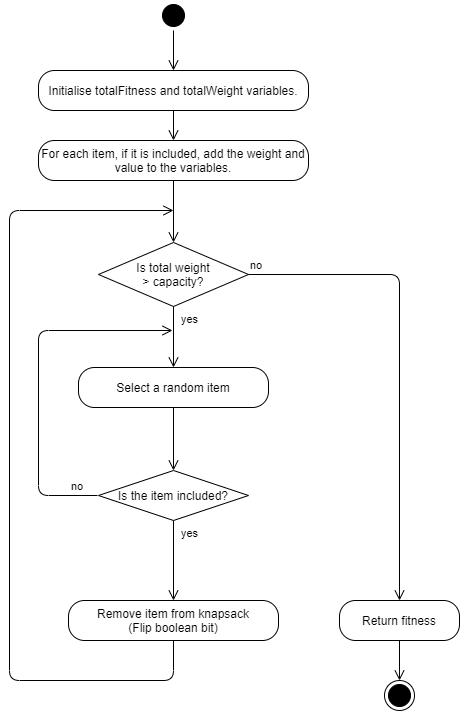 Initialise totalFitness and totalWeight variables.
For each item, if it is included, add the weight and
value to the variables.
Is total weight
> capacity?
no
yes
Select a random item
Is the item included?
no
yes
Remove item from knapsack
(Flip boolean bit)
Return fitness